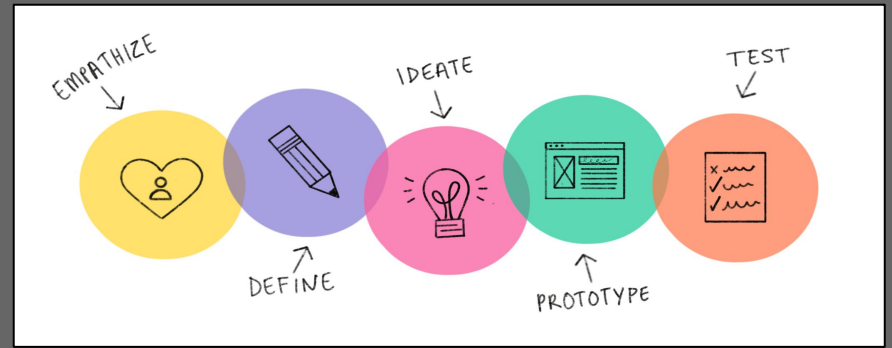 EMPATHIZE
DEFINE
IDEATE
PROTOTYPE
TEST